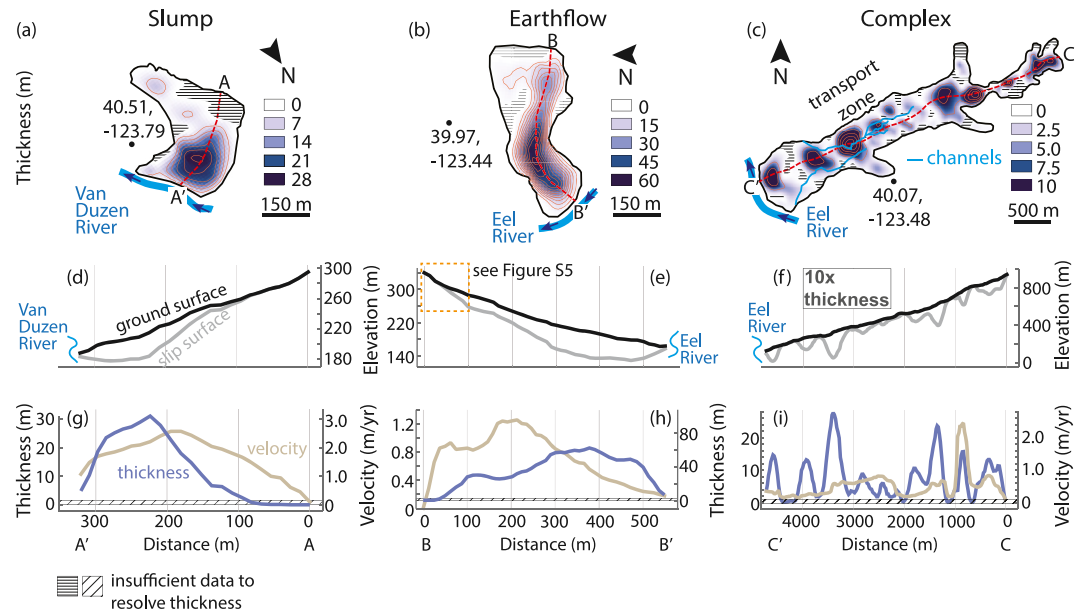 Slump
Earthflow
Complex
(a)
A
N
40.51,
-123.79
A'
Van
Duzen
River
0
7
14
21
28
150 m
Thickness (m)
(b)
B
N
39.97,
-123.44
B'
Eel
River
0
15
30
45
60
150 m
(c)
N
transport
zone
C
C'
channels
40.07,
-123.48
Eel
River
0
2.5
5.0
7.5
10
500 m
(d)
Van
Duzen
River
ground surface
slip surface
300
260
220
180
Elevation (m)
see Figure S5
(e)
300
220
140
Elevation (m)
Eel
River
(f)
10x
thickness
Eel
River
800
400
0
Elevation (m)
(g)
30
20
10
0
Thickness (m)
velocity
thickness
3.0
2.0
1.0
0
300
200
100
0
A'
Distance (m)
A
(h)
1.2
0.8
0.4
0
Velocity (m/yr)
80
40
0
0
100
200
300
400
500
B
Distance (m)
B'
(i)
20
10
0
Thickness (m)
2.0
1.0
0
Velocity (m/yr)
4000
3000
2000
1000
0
C'
Distance (m)
C
insufficient data to
resolve thickness